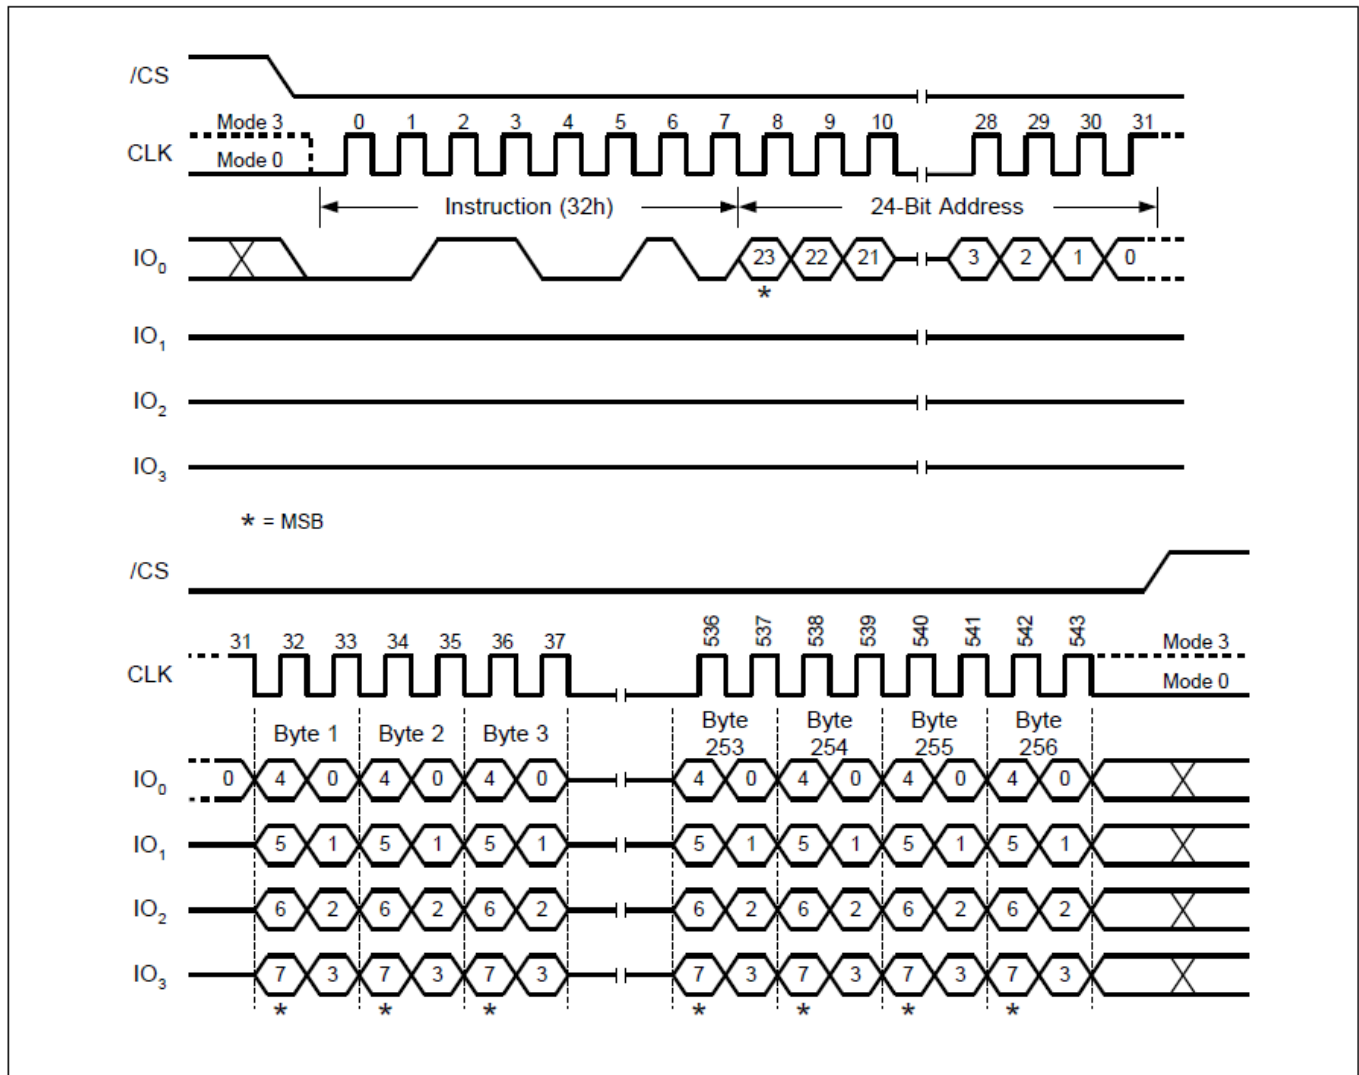 /CS
Mode 3 0 1 2 3 4 5 6 7 8 9 10 28 29 30 31
CLK
Mode 0
Instruction (32h) 24-Bit Address
IO0 23 22 21 3 2 1 0
*
IO1
IO2
IO3
* = MSB
/CS
31 32 33 34 35 36 37 536 537 538 539 540 541 542 543 Mode 3
CLK
Mode 0
Byte 1 Byte 2 Byte 3 Byte 253 Byte 254 Byte 255 Byte 256
IO0 0 4 0 4 0 4 0 4 0 4 0 4 0 4 0
IO1 5 1 5 1 5 1 5 1 5 1 5 1 5 1
IO2 6 2 6 2 6 2 6 2 6 2 6 2 6 2
IO3 7 3 7 3 7 3 7 3 7 3 7 3 7 3
* * * * * * *